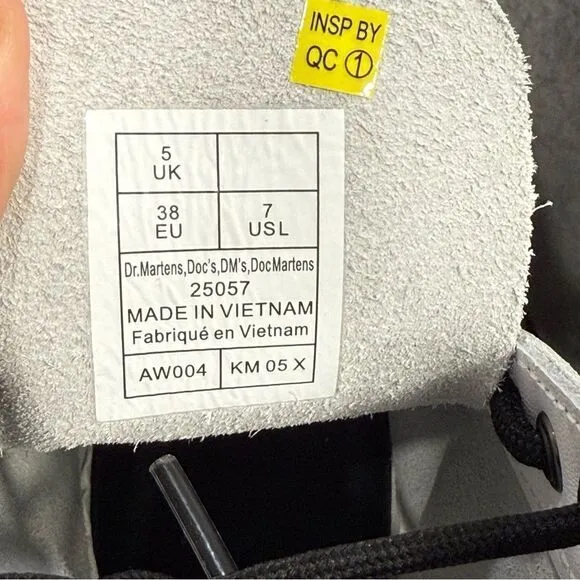 INSP BY
QC ①
5
UK
38
EU
7
USL
Dr.Martens,Doc's,DM's,DocMartens
25057
MADE IN VIETNAM
Fabriqué en Vietnam
AW004
KM 05 X